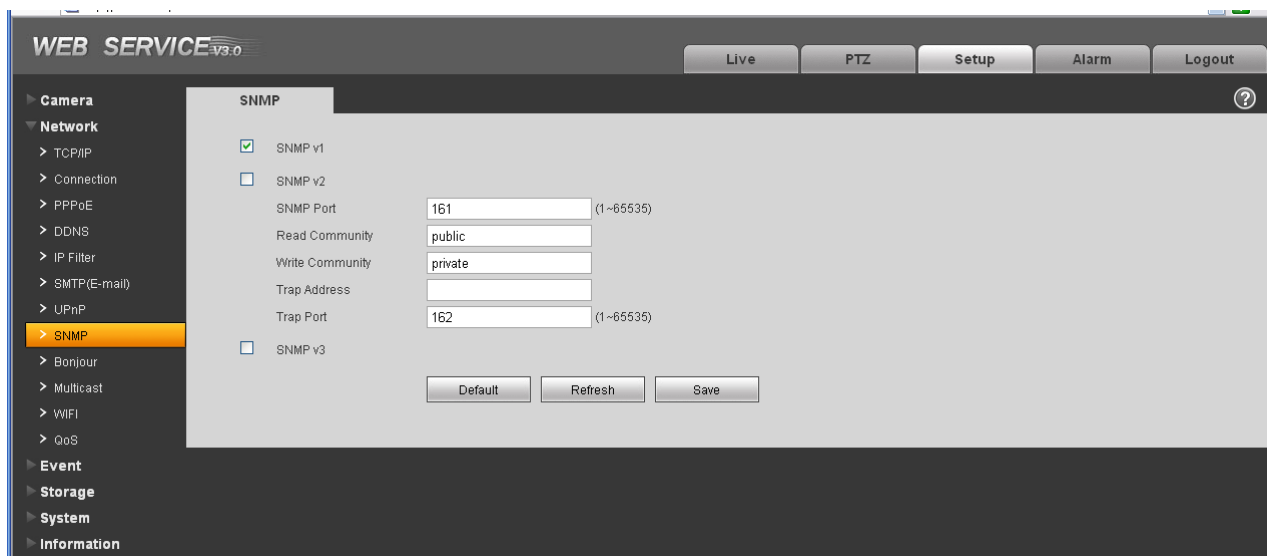 WEB SERVICE V3.0
Live PTZ Setup Alarm Logout
Camera
Network
TCP/IP
Connection
PPPoE
DDNS
IP Filter
SMTP(E-mail)
UPnP
SNMP
Bonjour
Multicast
WIFI
QoS
Event
Storage
System
Information
SNMP
?
SNMP v1
SNMP v2
SNMP Port 161 (1~65535)
Read Community public
Write Community private
Trap Address
Trap Port 162 (1~65535)
SNMP v3
Default Refresh Save